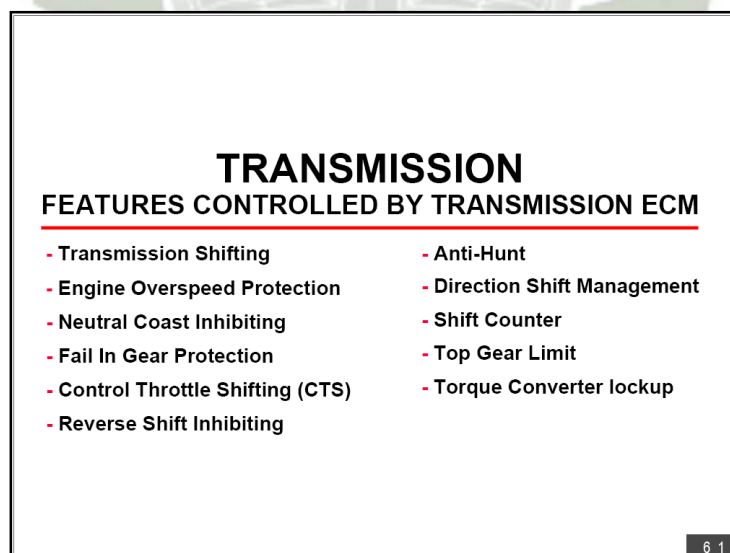 TRANSMISSION
FEATURES CONTROLLED BY TRANSMISSION ECM
- Transmission Shifting
- Engine Overspeed Protection
- Neutral Coast Inhibiting
- Fail In Gear Protection
- Control Throttle Shifting (CTS)
- Reverse Shift Inhibiting
- Anti-Hunt
- Direction Shift Management
- Shift Counter
- Top Gear Limit
- Torque Converter lockup
6 1